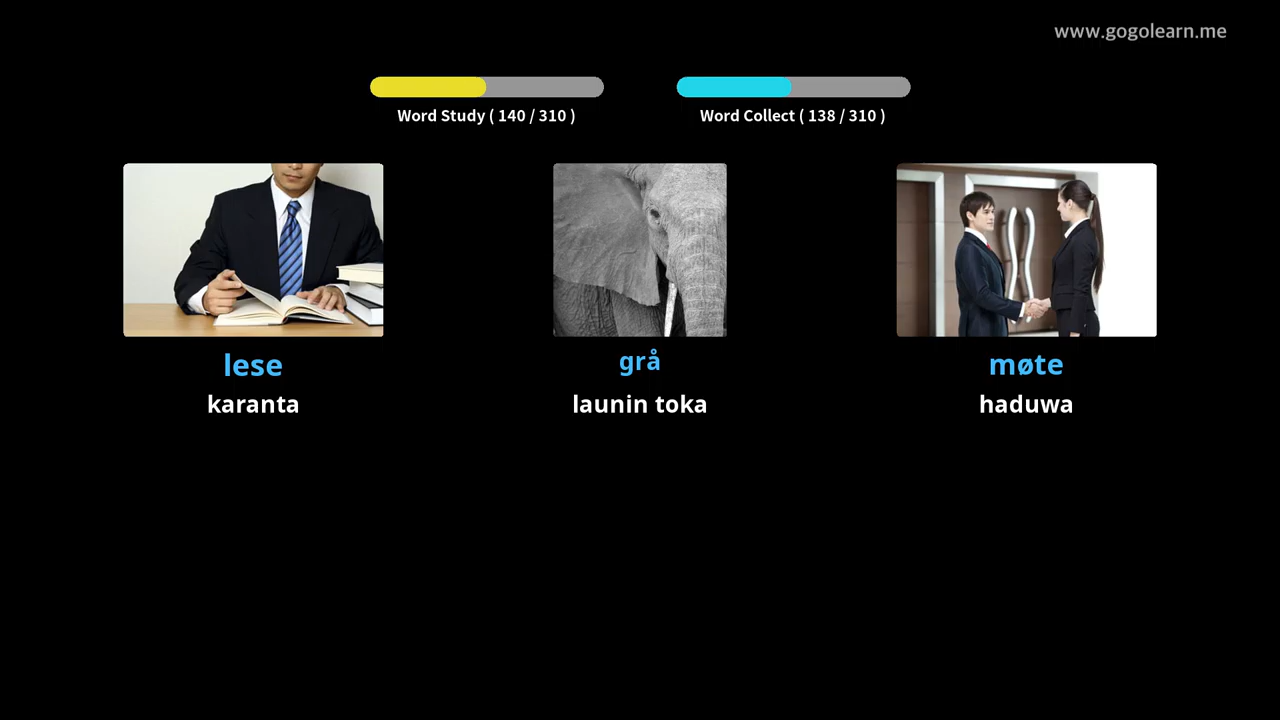 www.gogolearn.me
Word Study ( 140 / 310 )
Word Collect ( 138 / 310 )
lese
karanta
grå
launin toka
møte
haduwa